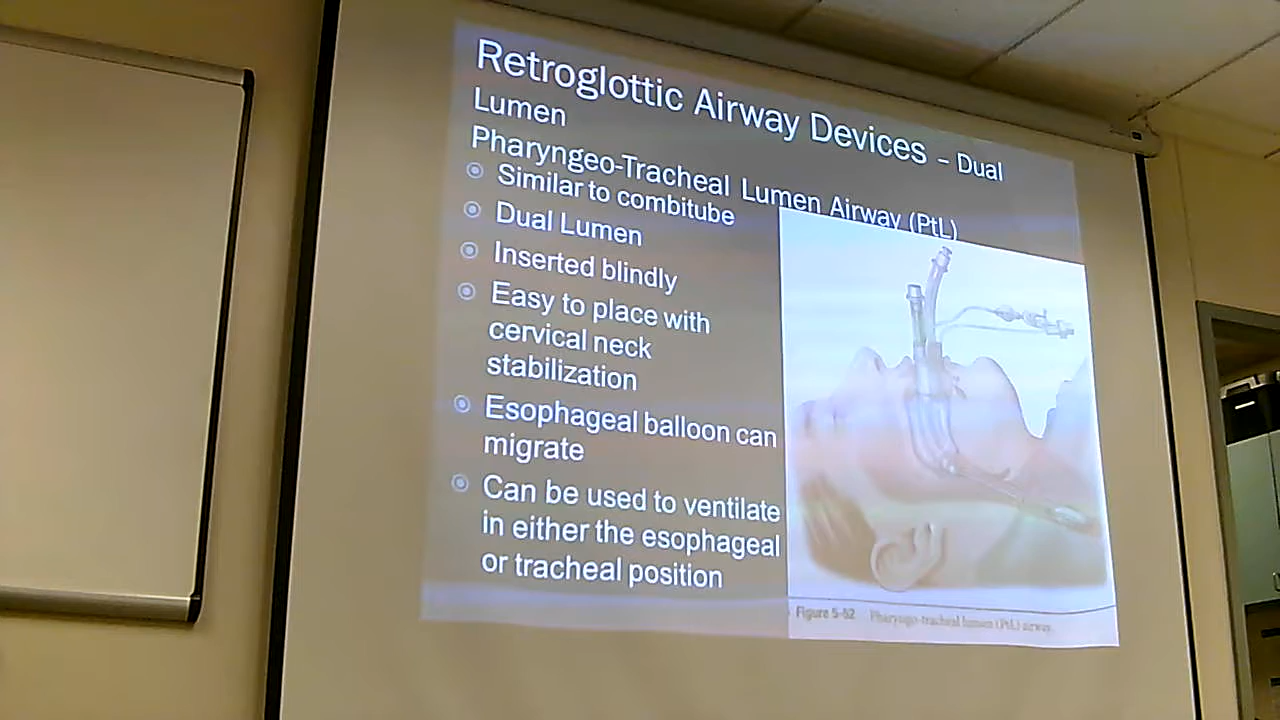 Retroglottic Airway Devices – Dual
Lumen
Pharyngeo-Tracheal Lumen Airway (PtL)
Similar to combitube
Dual Lumen
Inserted blindly
Easy to place with
cervical neck
stabilization
Esophageal balloon can
migrate
Can be used to ventilate
in either the esophageal
or tracheal position
Figure 5-52 Pharyngo-tracheal lumen (PtL) airway.